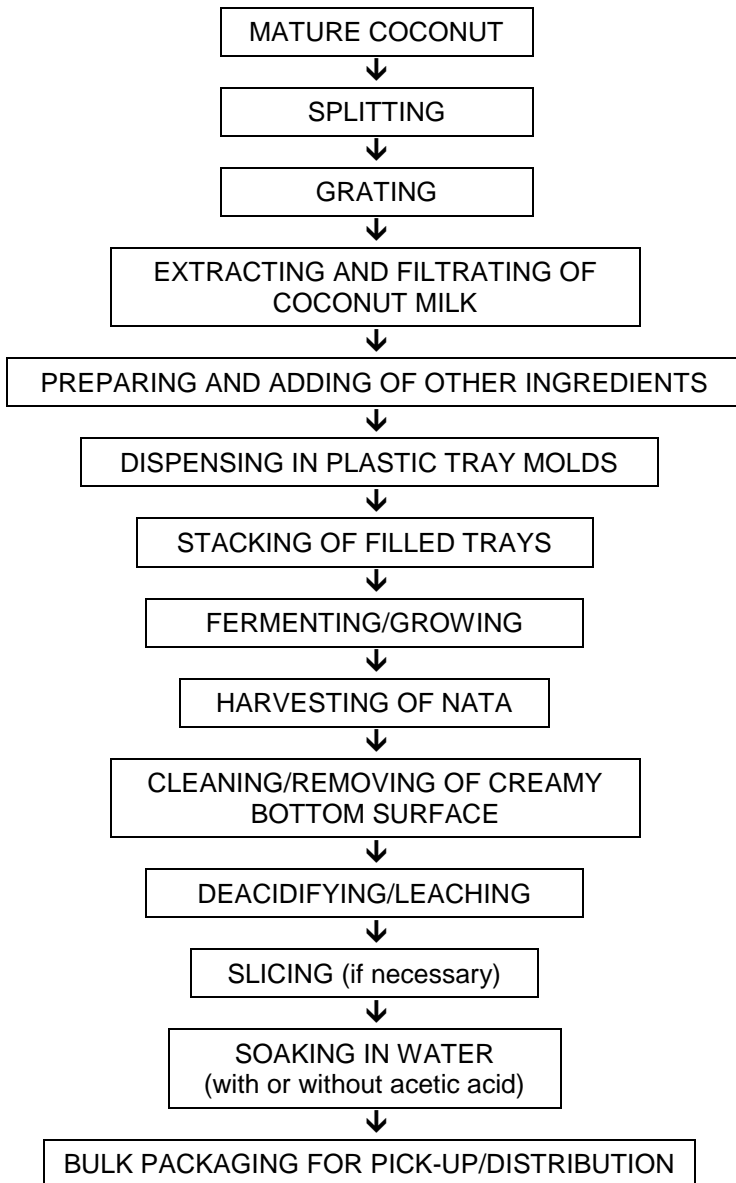 MATURE COCONUT
SPLITTING
GRATING
EXTRACTING AND FILTRATING OF
COCONUT MILK
PREPARING AND ADDING OF OTHER INGREDIENTS
DISPENSING IN PLASTIC TRAY MOLDS
STACKING OF FILLED TRAYS
FERMENTING/GROWING
HARVESTING OF NATA
CLEANING/REMOVING OF CREAMY
BOTTOM SURFACE
DEACIDIFYING/LEACHING
SLICING (if necessary)
SOAKING IN WATER
(with or without acetic acid)
BULK PACKAGING FOR PICK-UP/DISTRIBUTION